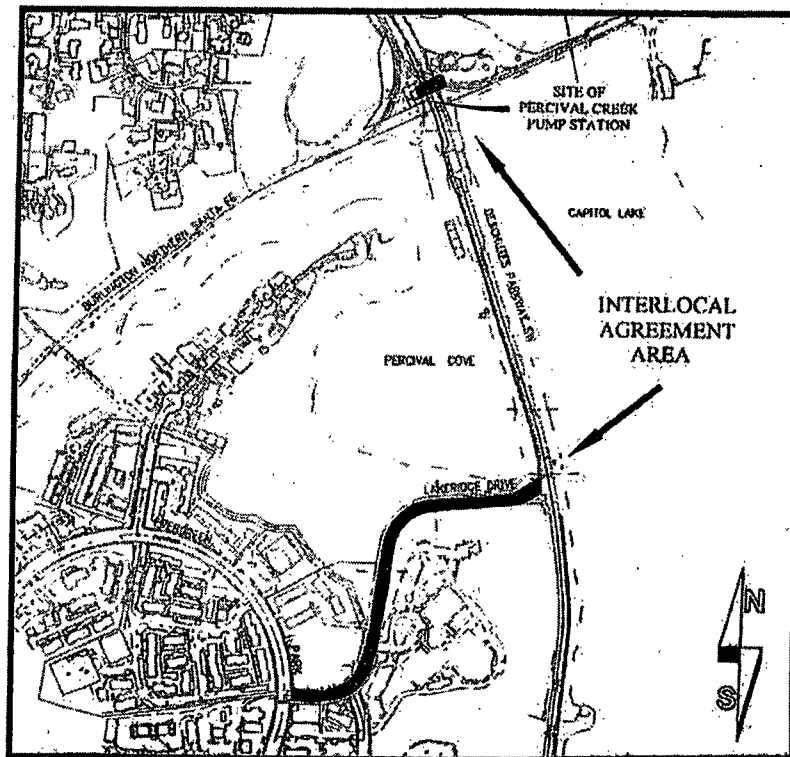 SITE OF
PERCIVAL CREEK
PUMP STATION
BURLINGTON NORTHERN SANTA FE
DESCHUTES PARKWAY SW
CAPITOL LAKE
INTERLOCAL
AGREEMENT
AREA
PERCIVAL COVE
LAKERIDGE DRIVE
EVERGREEN
PARK
N
S